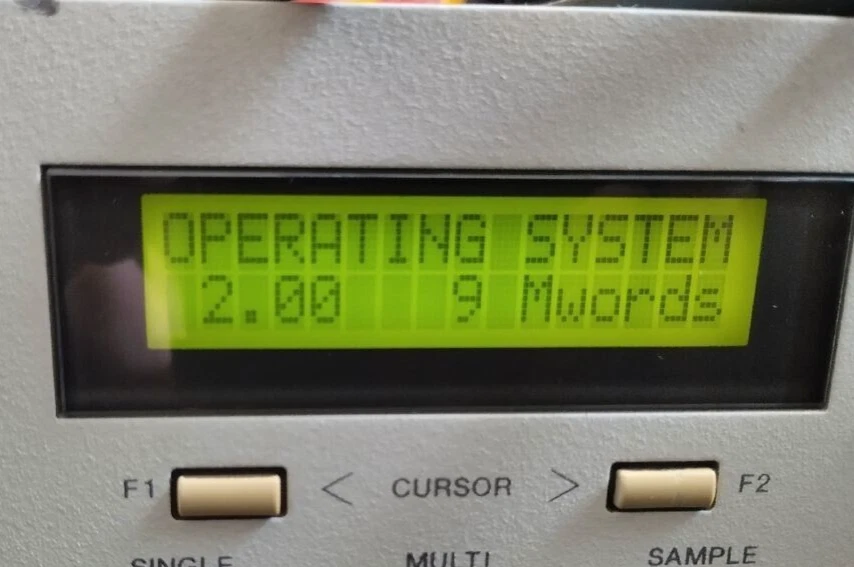 OPERATING SYSTEM
2.00 9 Mwords
F1 < CURSOR > F2
SINGLE MULTI SAMPLE